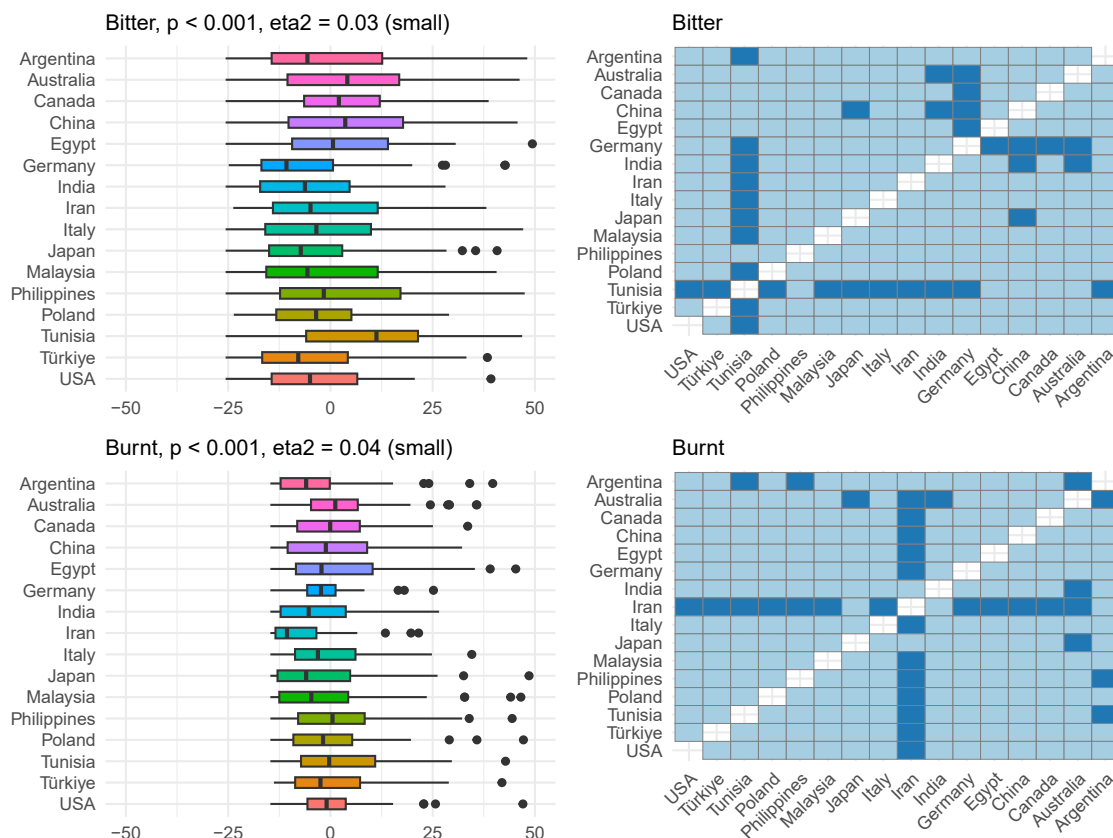 Bitter, p < 0.001, eta2 = 0.03 (small)
Argentina
Australia
Canada
China
Egypt
Germany
India
Iran
Italy
Japan
Malaysia
Philippines
Poland
Tunisia
Türkiye
USA
−50 −25 0 25 50
Bitter
Argentina
Australia
Canada
China
Egypt
Germany
India
Iran
Italy
Japan
Malaysia
Philippines
Poland
Tunisia
Türkiye
USA
USA
Türkiye
Tunisia
Poland
Philippines
Malaysia
Japan
Italy
Iran
India
Germany
Egypt
China
Canada
Australia
Argentina
Burnt, p < 0.001, eta2 = 0.04 (small)
Argentina
Australia
Canada
China
Egypt
Germany
India
Iran
Italy
Japan
Malaysia
Philippines
Poland
Tunisia
Türkiye
USA
−50 −25 0 25 50
Burnt
Argentina
Australia
Canada
China
Egypt
Germany
India
Iran
Italy
Japan
Malaysia
Philippines
Poland
Tunisia
Türkiye
USA
USA
Türkiye
Tunisia
Poland
Philippines
Malaysia
Japan
Italy
Iran
India
Germany
Egypt
China
Canada
Australia
Argentina